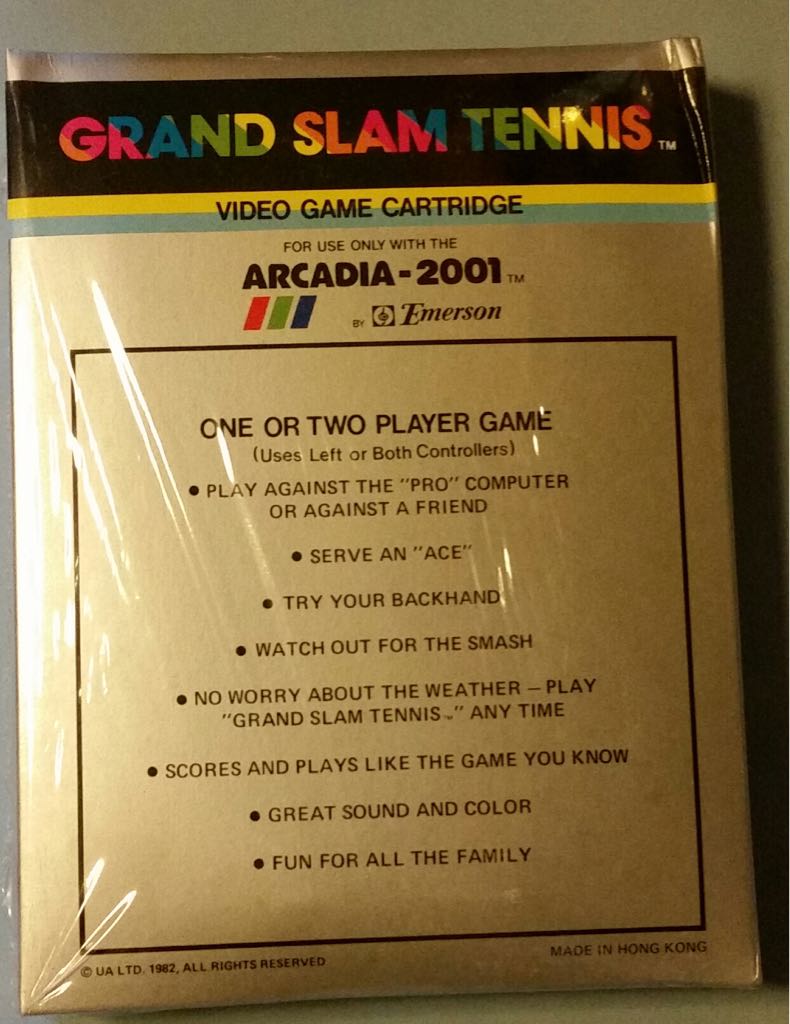 GRAND SLAM TENNIS™
VIDEO GAME CARTRIDGE
FOR USE ONLY WITH THE
ARCADIA-2001™
BY Emerson
ONE OR TWO PLAYER GAME
(Uses Left or Both Controllers)
• PLAY AGAINST THE "PRO" COMPUTER
OR AGAINST A FRIEND
• SERVE AN "ACE"
• TRY YOUR BACKHAND
• WATCH OUT FOR THE SMASH
• NO WORRY ABOUT THE WEATHER – PLAY
"GRAND SLAM TENNIS™" ANY TIME
• SCORES AND PLAYS LIKE THE GAME YOU KNOW
• GREAT SOUND AND COLOR
• FUN FOR ALL THE FAMILY
© UA LTD. 1982, ALL RIGHTS RESERVED
MADE IN HONG KONG